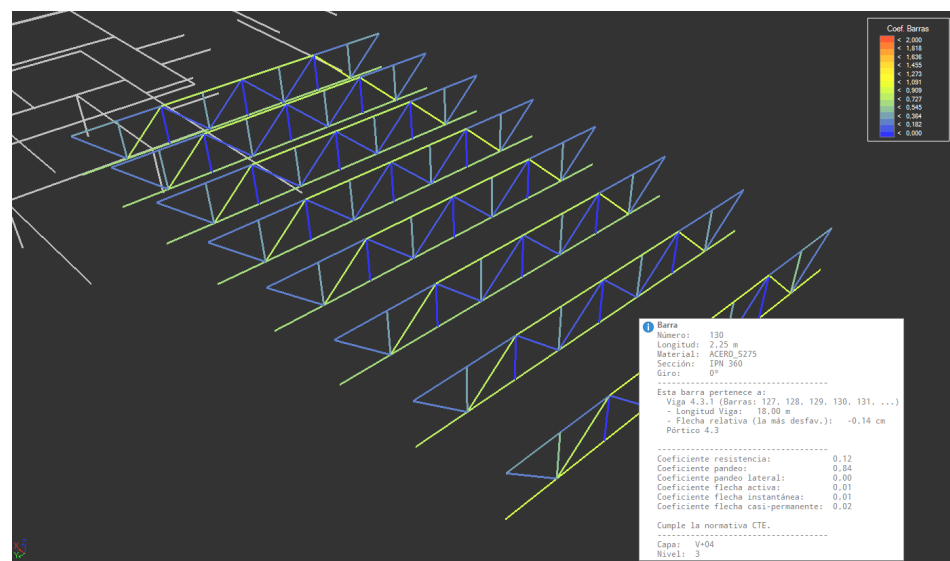 Coef. Barras
< 2,000
< 1,818
< 1,636
< 1,455
< 1,273
< 1,091
< 0,909
< 0,727
< 0,545
< 0,364
< 0,182
< 0,000
Barra
Número: 130
Longitud: 2,25 m
Material: ACERO_S275
Sección: IPN 360
Giro: 0º
-----------------------------------
Esta barra pertenece a:
Viga 4.3.1 (Barras: 127, 128, 129, 130, 131, ...)
- Longitud Viga: 18.00 m
- Flecha relativa (la más desfav.): -0.14 cm
Pórtico 4.3
-----------------------------------
Coeficiente resistencia: 0.12
Coeficiente pandeo: 0.84
Coeficiente pandeo lateral: 0.00
Coeficiente flecha activa: 0.01
Coeficiente flecha instantánea: 0.01
Coeficiente flecha casi-permanente: 0.02
Cumple la normativa CTE.
-----------------------------------
Capa: V+04
Nivel: 3